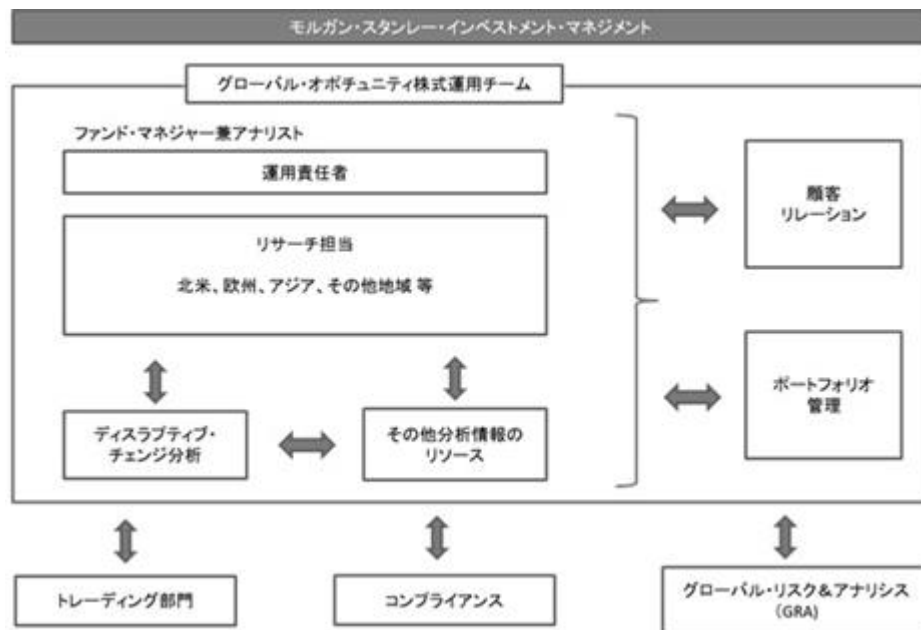 モルガン・スタンレー・インベストメント・マネジメント
グローバル・オポチュニティ株式運用チーム
ファンド・マネジャー兼アナリスト
運用責任者
リサーチ担当
北米、欧州、アジア、その他地域 等
ディスラプティブ・
チェンジ分析
その他分析情報の
リソース
顧客
リレーション
ポートフォリオ
管理
トレーディング部門
コンプライアンス
グローバル・リスク&アナリシス
(GRA)